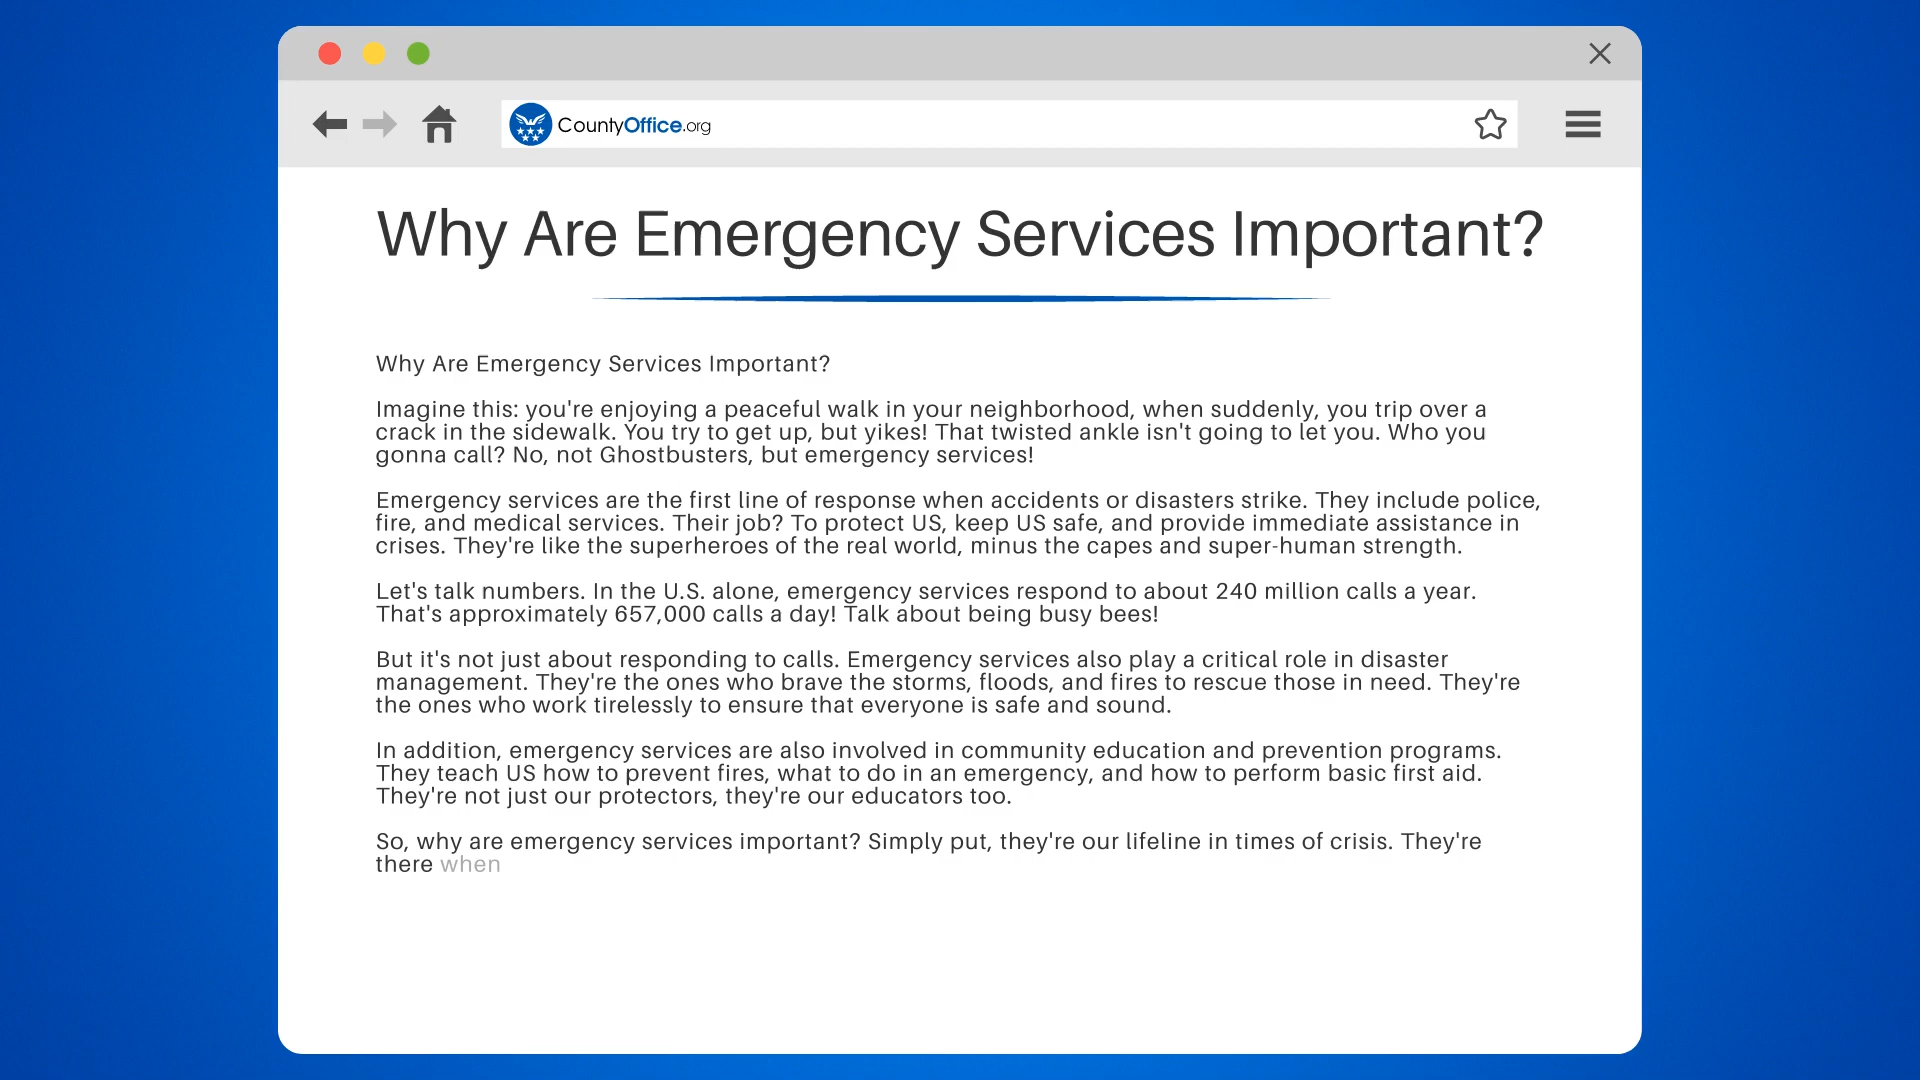 CountyOffice.org
Why Are Emergency Services Important?
Why Are Emergency Services Important?
Imagine this: you're enjoying a peaceful walk in your neighborhood, when suddenly, you trip over a
crack in the sidewalk. You try to get up, but yikes! That twisted ankle isn't going to let you. Who you
gonna call? No, not Ghostbusters, but emergency services!
Emergency services are the first line of response when accidents or disasters strike. They include police,
fire, and medical services. Their job? To protect US, keep US safe, and provide immediate assistance in
crises. They're like the superheroes of the real world, minus the capes and super-human strength.
Let's talk numbers. In the U.S. alone, emergency services respond to about 240 million calls a year.
That's approximately 657,000 calls a day! Talk about being busy bees!
But it's not just about responding to calls. Emergency services also play a critical role in disaster
management. They're the ones who brave the storms, floods, and fires to rescue those in need. They're
the ones who work tirelessly to ensure that everyone is safe and sound.
In addition, emergency services are also involved in community education and prevention programs.
They teach US how to prevent fires, what to do in an emergency, and how to perform basic first aid.
They're not just our protectors, they're our educators too.
So, why are emergency services important? Simply put, they're our lifeline in times of crisis. They're
there when